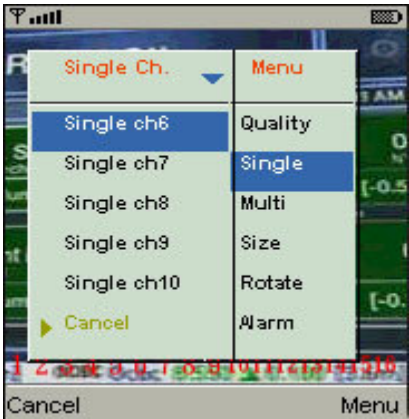 Single Ch.
Menu
Single ch6
Quality
Single ch7
Single
Single ch8
Multi
Single ch9
Size
Single ch10
Rotate
Cancel
Alarm
Cancel
Menu